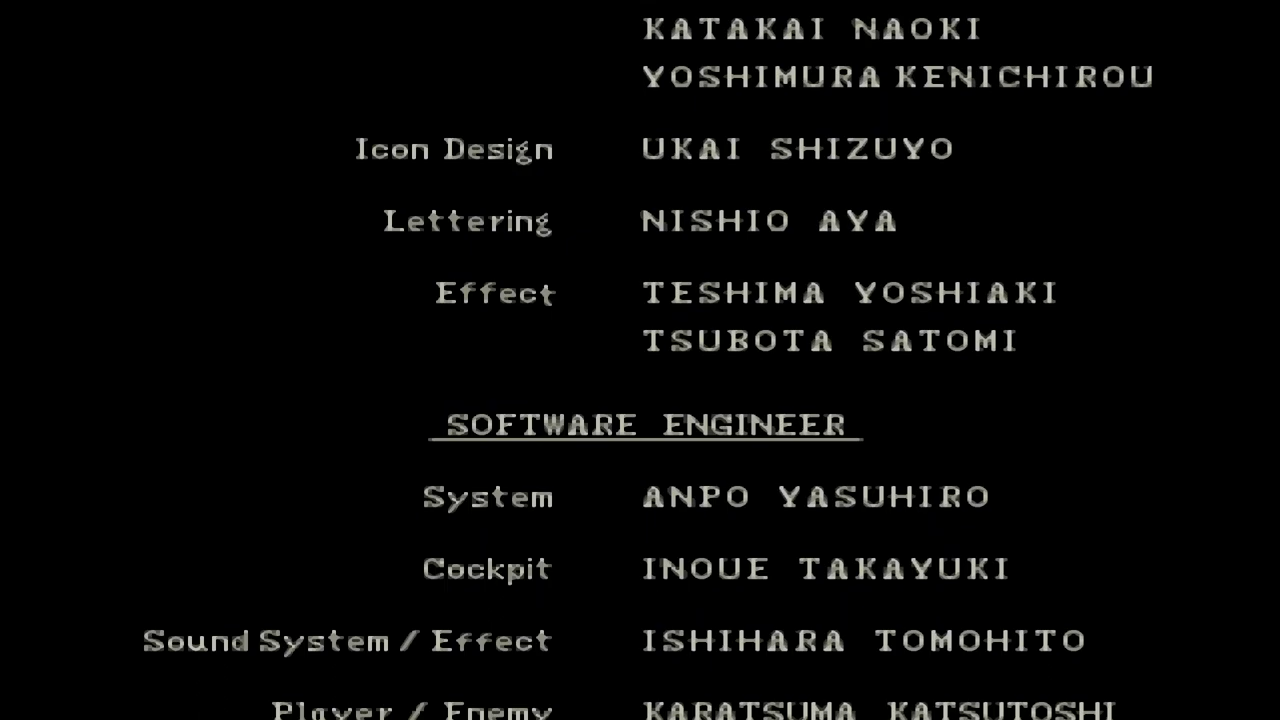 KATAKAI NAOKI
YOSHIMURA KENICHIROU
Icon Design UKAI SHIZUYO
Lettering NISHIO AYA
Effect TESHIMA YOSHIAKI
TSUBOTA SATOMI
SOFTWARE ENGINEER
System ANPO YASUHIRO
Cockpit INOUE TAKAYUKI
Sound System / Effect ISHIHARA TOMOHITO
Player / Enemy KARATSUMA KATSUTOSHI